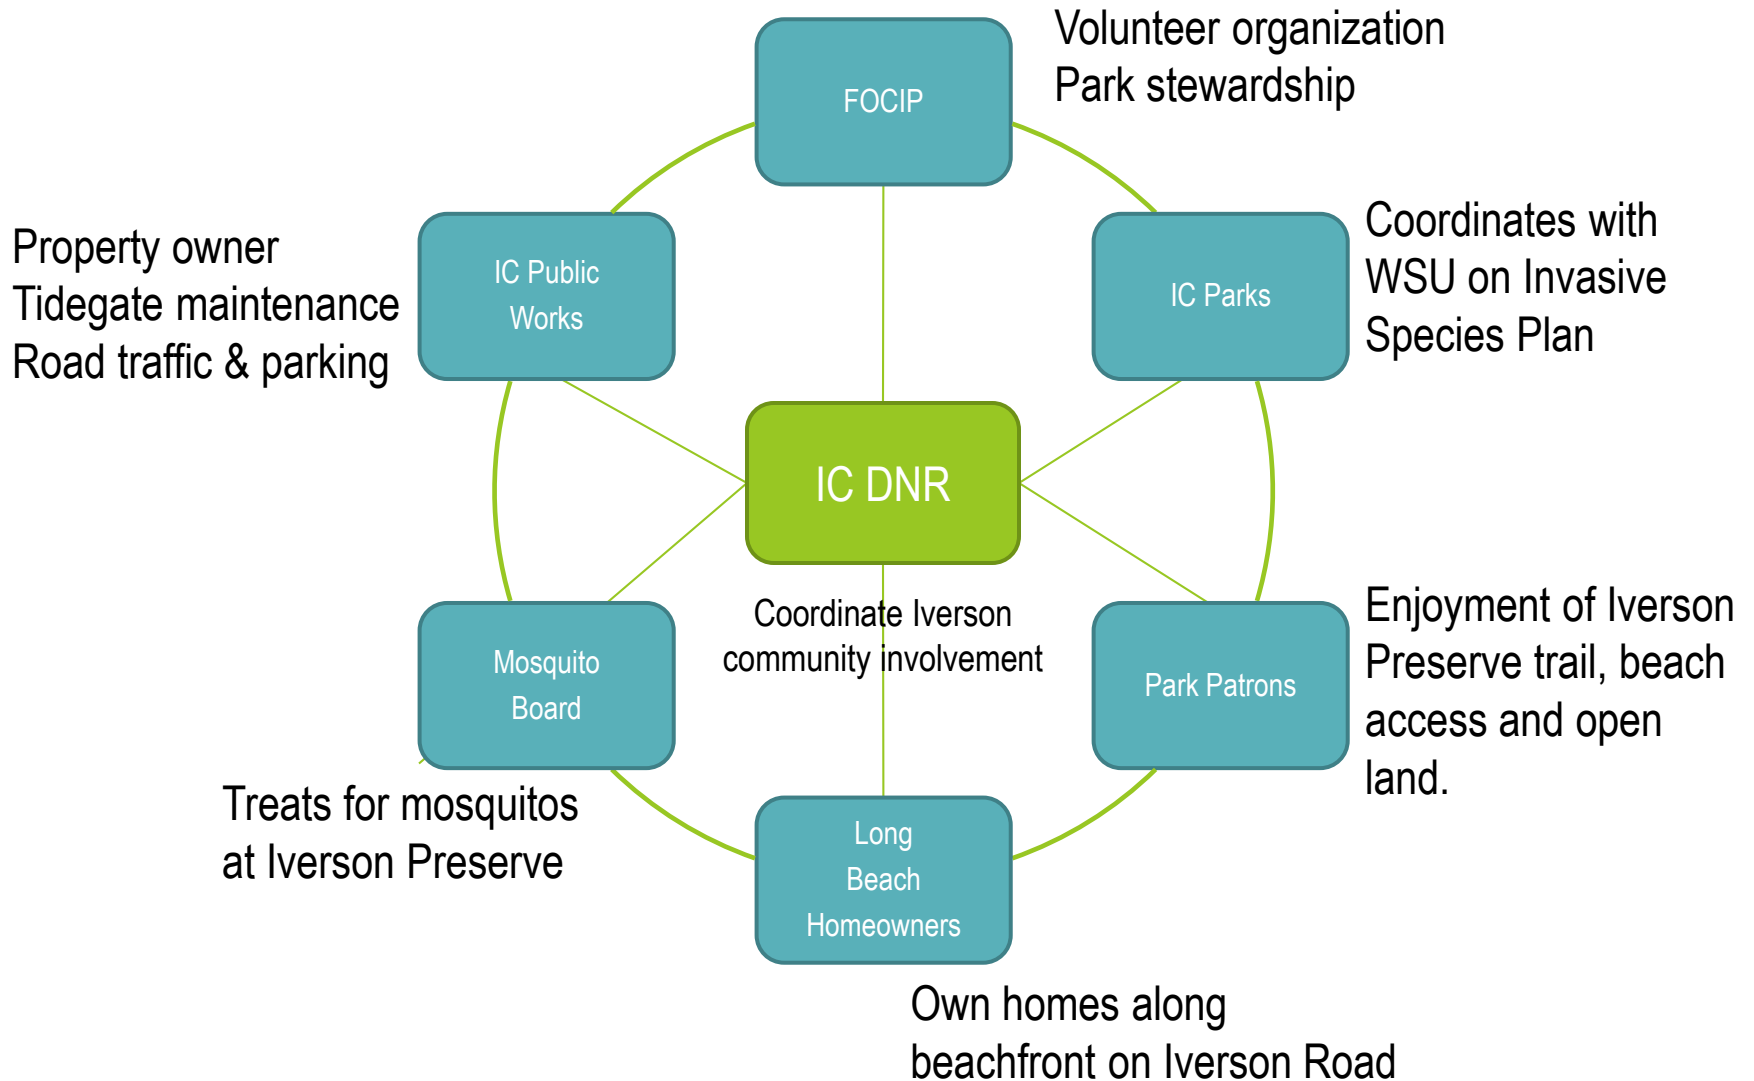 Volunteer organization
Park stewardship
FOCIP
Property owner
Tidegate maintenance
Road traffic & parking
IC Public
Works
IC Parks
Coordinates with
WSU on Invasive
Species Plan
IC DNR
Coordinate Iverson
community involvement
Mosquito
Board
Treats for mosquitos
at Iverson Preserve
Park Patrons
Enjoyment of Iverson
Preserve trail, beach
access and open
land.
Long
Beach
Homeowners
Own homes along
beachfront on Iverson Road